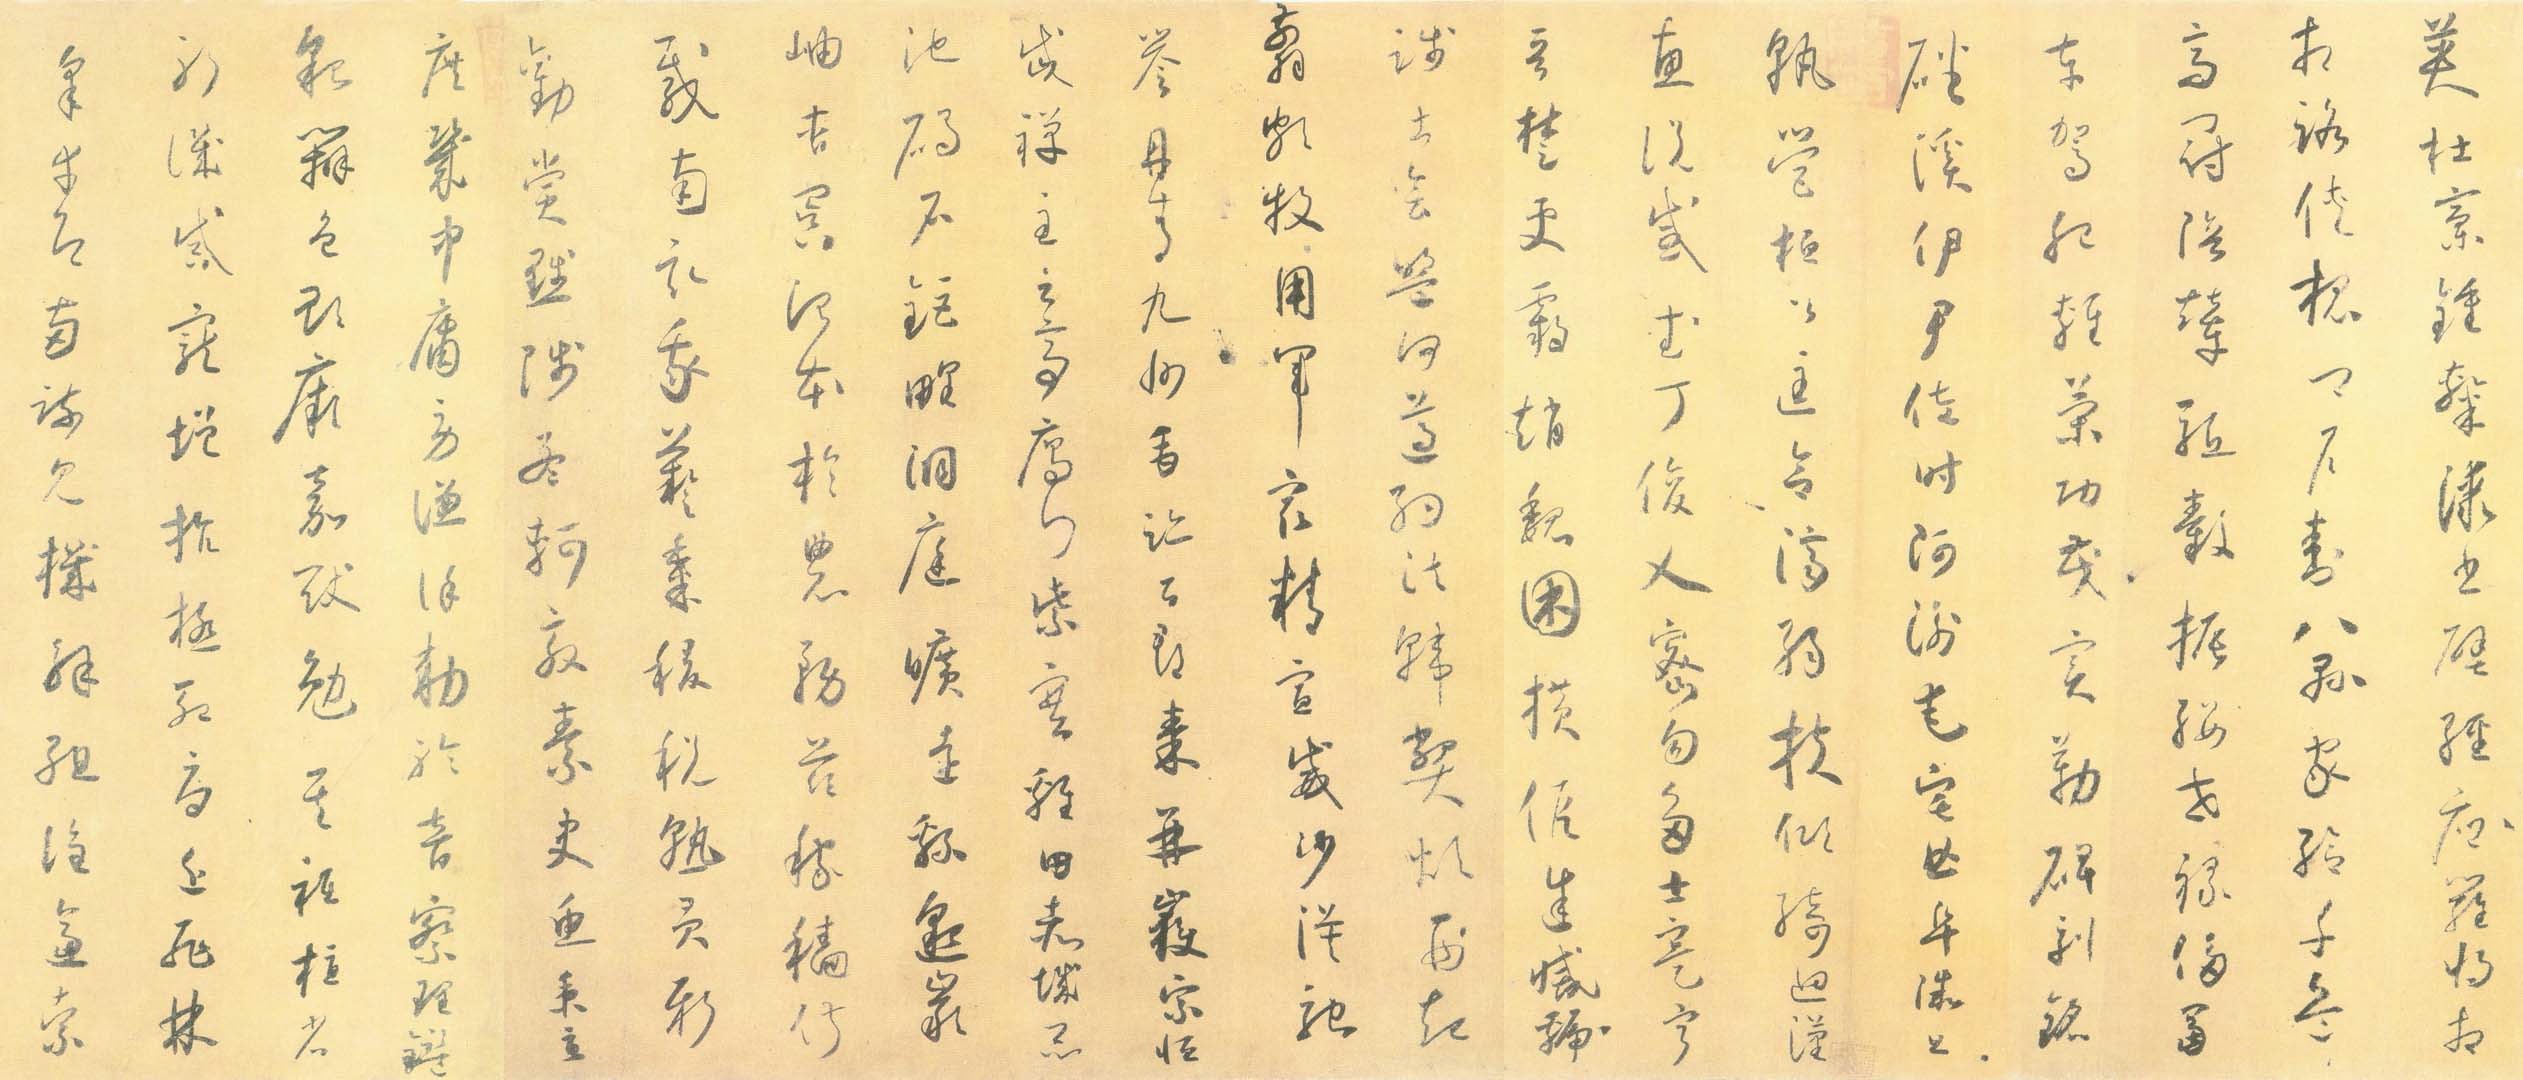 英杜稾鍾隸漆書壁經府羅將相
相路俠槐卿户封八縣家給千兵
高冠陪輦驅轂振纓世祿侈富
車駕肥輕策功茂實勒碑刻銘
磻溪伊尹佐時阿衡奄宅曲阜微旦
孰營桓公匡合濟弱扶傾綺迴漢
惠說感武丁俊乂密勿多士寔寧
晉楚更霸趙魏困橫假途滅虢
踐土會盟何遵約法韓弊煩刑起
翦頗牧用軍最精宣威沙漠馳
譽丹青九州禹跡百郡秦并嶽宗恒
岱禪主云亭雁門紫塞雞田赤城昆
池碣石鉅野洞庭曠遠緜邈巖
岫杳冥治本於農務茲稼穡俶
載南畝我藝黍稷稅熟貢新
勸賞黜陟孟軻敦素史魚秉直
庶幾中庸勞謙謹勅聆音察理鑑
貌辯色貽厥嘉猷勉其祗植省
躬譏誡寵增抗極殆辱近恥林
皋幸即兩疏見機解組誰逼索